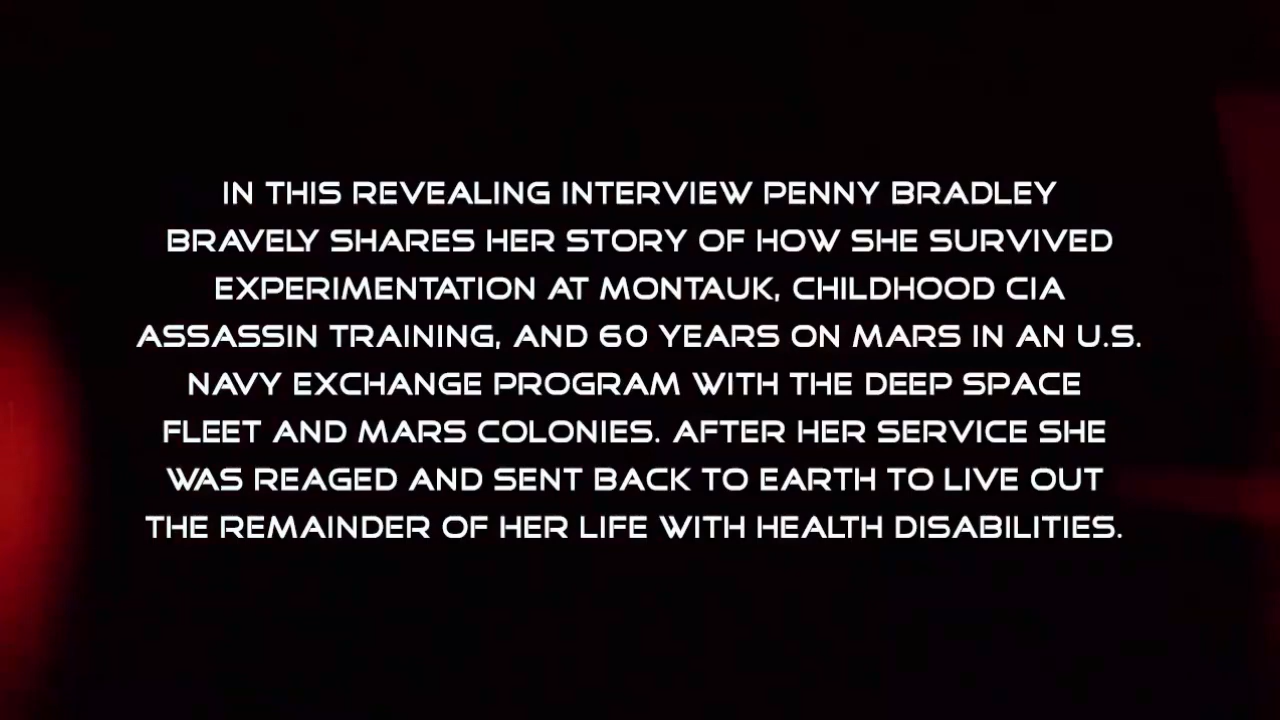 IN THIS REVEALING INTERVIEW PENNY BRADLEY
BRAVELY SHARES HER STORY OF HOW SHE SURVIVED
EXPERIMENTATION AT MONTAUK, CHILDHOOD CIA
ASSASSIN TRAINING, AND 60 YEARS ON MARS IN AN U.S.
NAVY EXCHANGE PROGRAM WITH THE DEEP SPACE
FLEET AND MARS COLONIES. AFTER HER SERVICE SHE
WAS REAGED AND SENT BACK TO EARTH TO LIVE OUT
THE REMAINDER OF HER LIFE WITH HEALTH DISABILITIES.